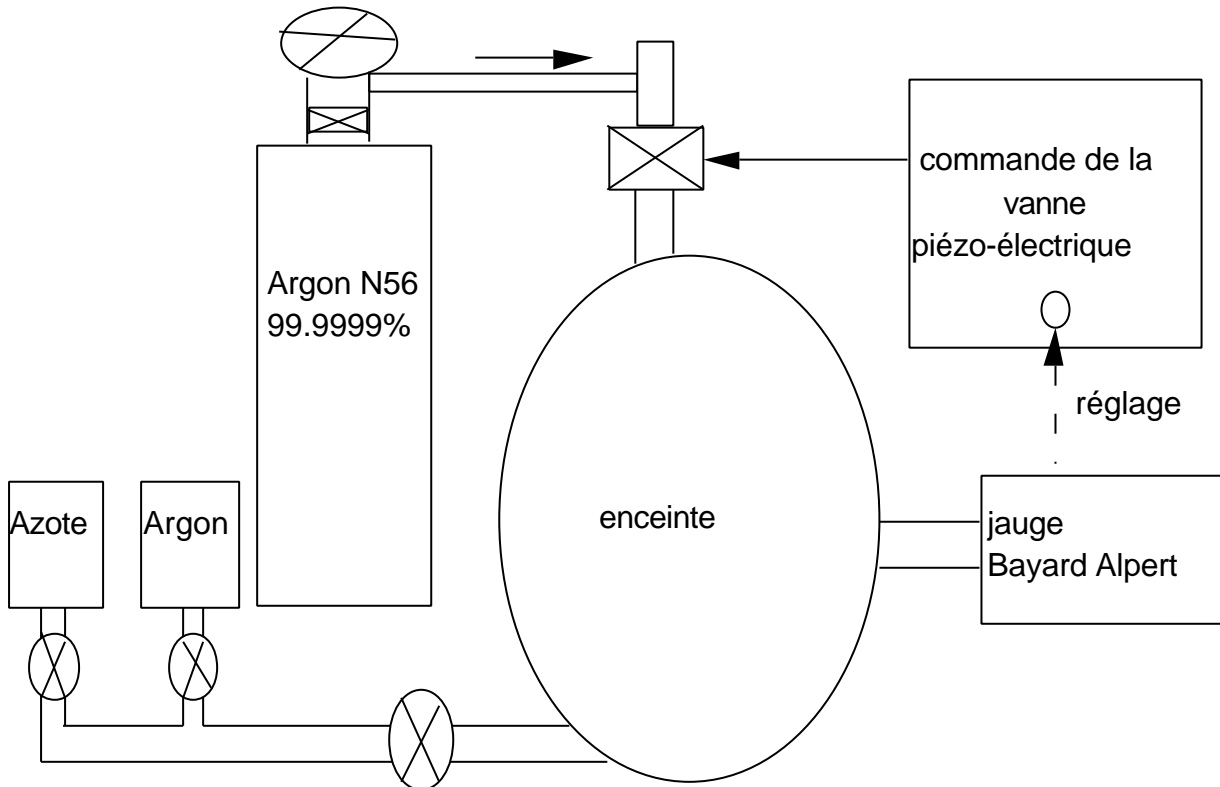 commande de la
vanne
piézo-électrique
Argon N56
99.9999%
réglage
Azote
Argon
enceinte
jauge
Bayard Alpert